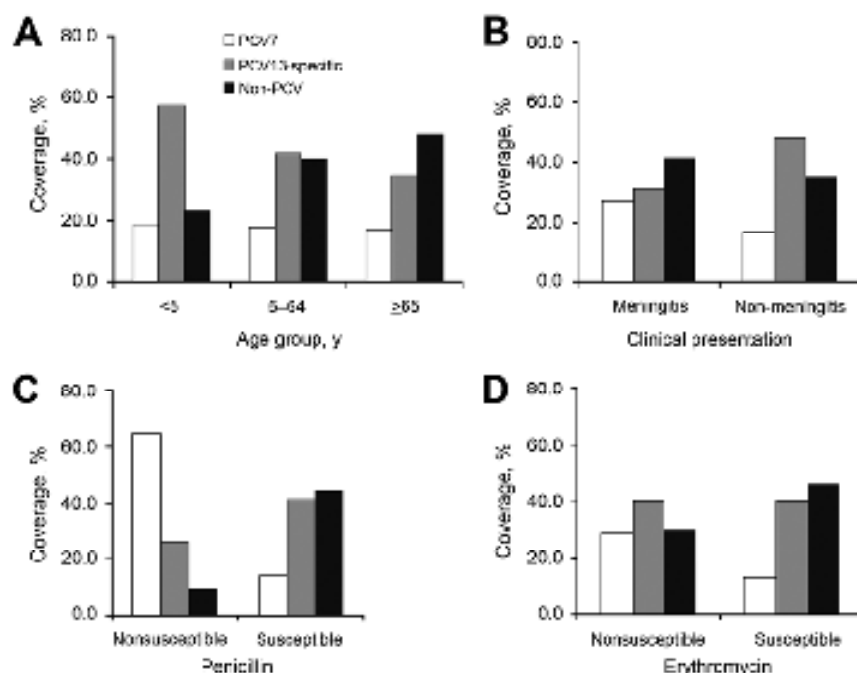 A
80.0
60.0
40.0
20.0
0.0
Coverage, %
PCV7
PCV13-specific
Non-PCV
<5
5–64
≥65
Age group, y
B
80.0
60.0
40.0
20.0
0.0
Coverage, %
Meningitis
Non-meningitis
Clinical presentation
C
80.0
60.0
40.0
20.0
0.0
Coverage %
Nonsusceptible
Susceptible
Penicillin
D
80.0
60.0
40.0
20.0
0.0
Coverage, %
Nonsusceptible
Susceptible
Erythromycin